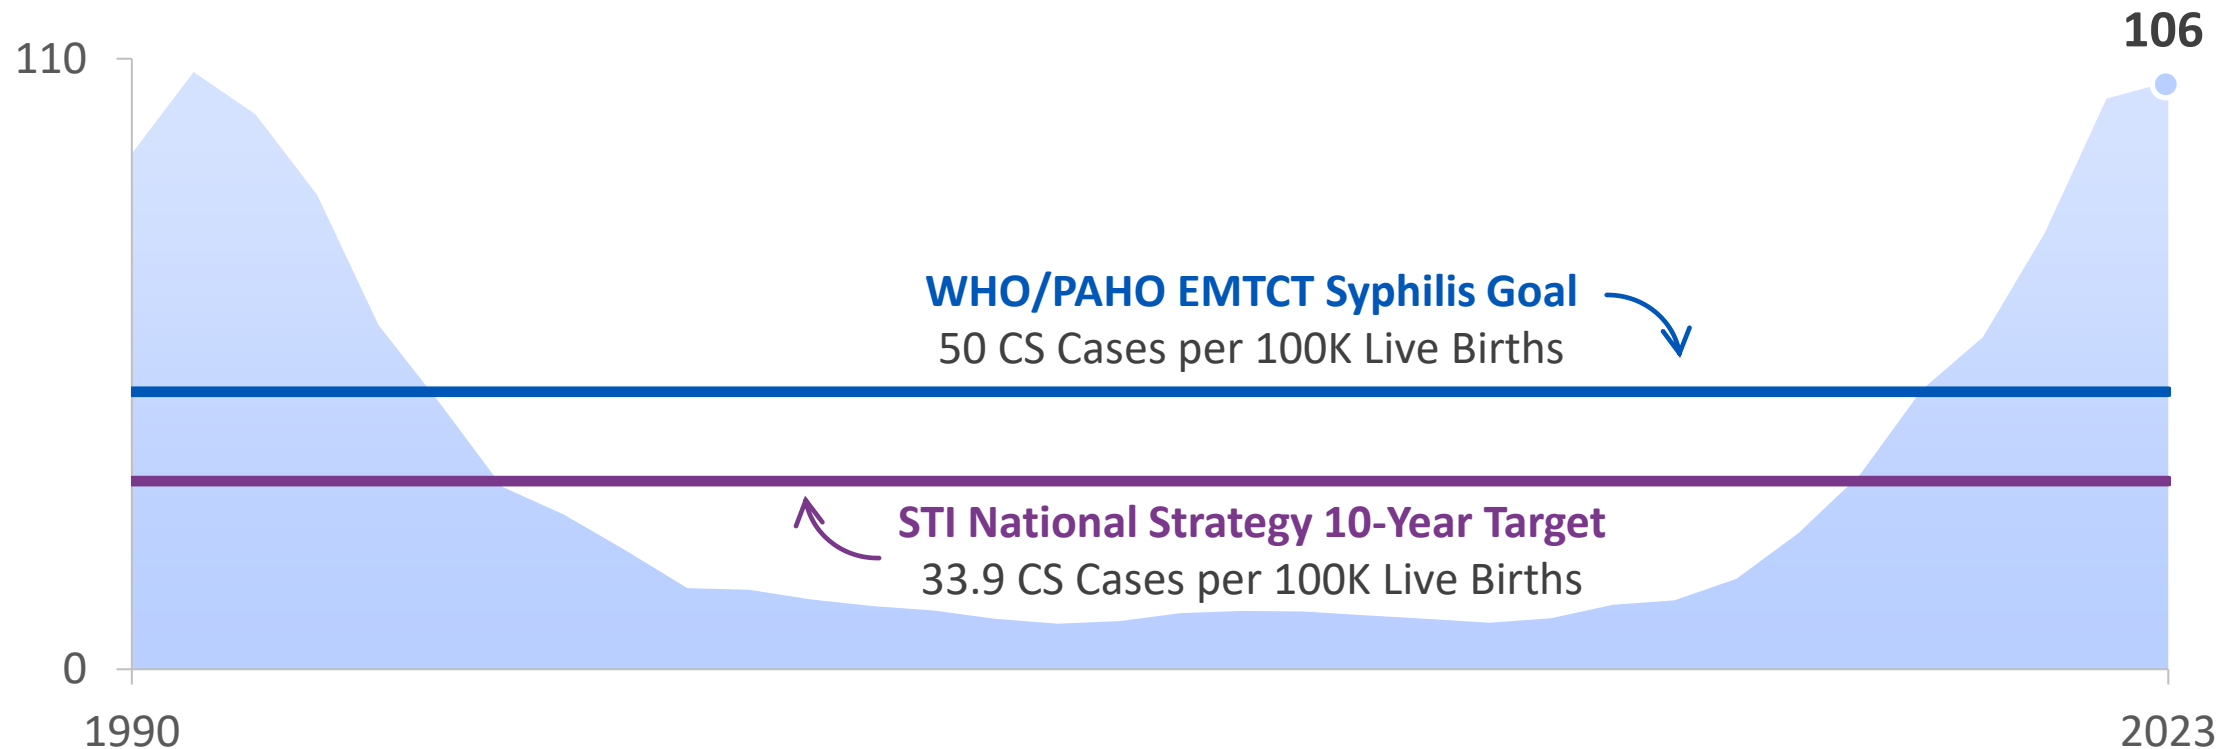 106
110
WHO/PAHO EMTCT Syphilis Goal
50 CS Cases per 100K Live Births
STI National Strategy 10-Year Target
33.9 CS Cases per 100K Live Births
0
1990
2023